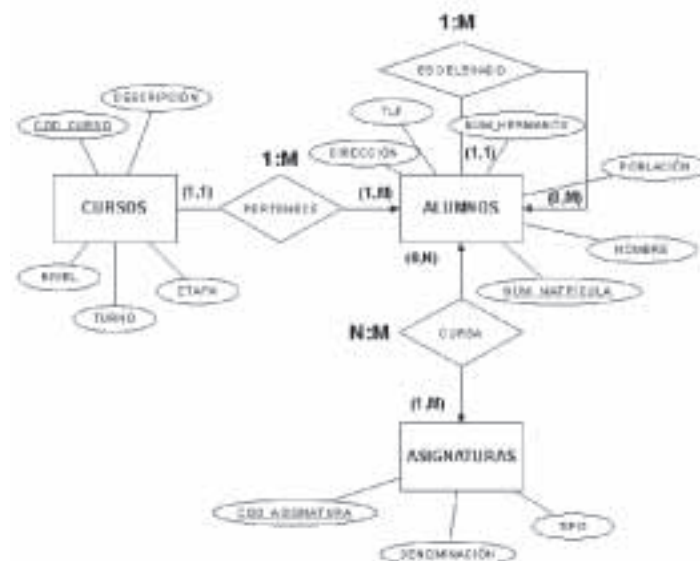 1:M
ES DELEGADO
DESCRIPCIÓN
TLF
COD_CURSO
NUM_HERMANOS
1:M
DIRECCIÓN
(1,1)
POBLACIÓN
(1,1)
(1,M)
(0,M)
CURSOS
PERTENECE
ALUMNOS
NOMBRE
(0,N)
NIVEL
ETAPA
NUM_MATRICULA
TURNO
N:M
CURSA
(1,M)
ASIGNATURAS
COD_ASIGNATURA
TIPO
DENOMINACIÓN